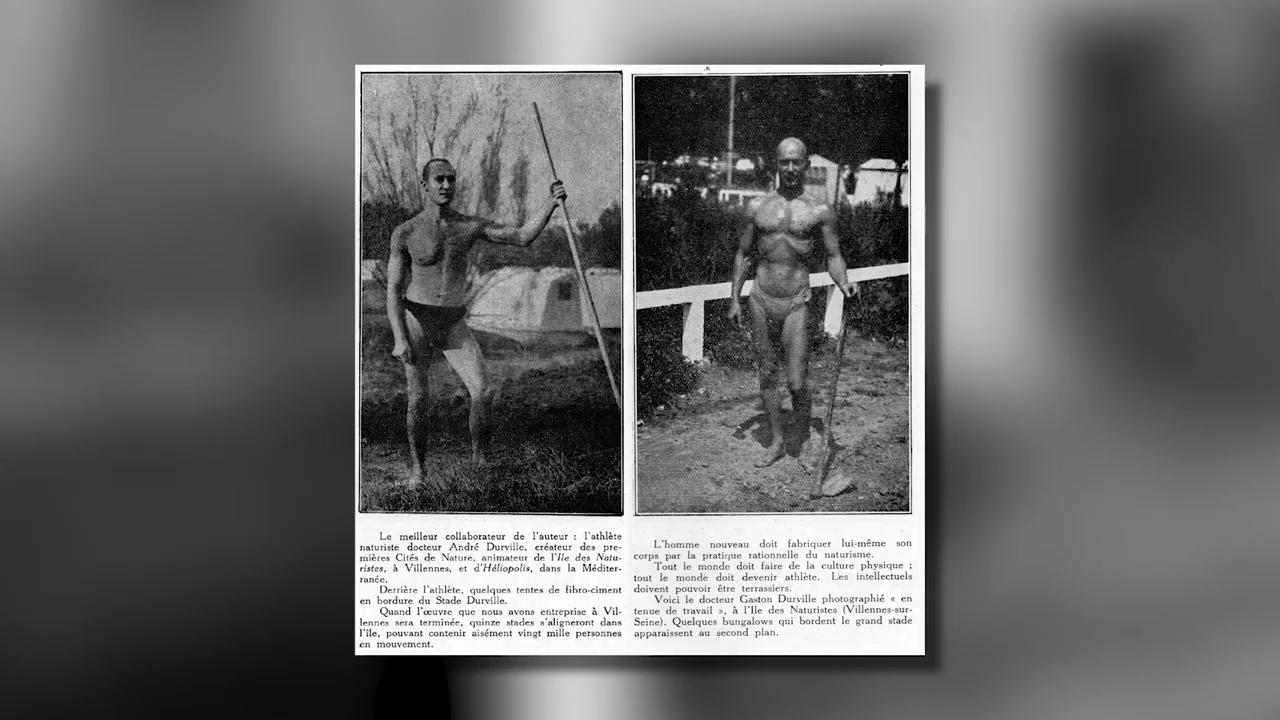 Le meilleur collaborateur de l'auteur : l'athlète
naturiste docteur André Durville, créateur des pre-
mières Cités de Nature, animateur de l'Ile des Natu-
ristes, à Villennes, et d'Héliopolis, dans la Méditer-
ranée.
Derrière l'athlète, quelques tentes de fibro-ciment
en bordure du Stade Durville.
Quand l'œuvre que nous avons entreprise à Vil-
lennes sera terminée, quinze stades s'aligneront dans
l'île, pouvant contenir aisément vingt mille personnes
en mouvement.
L'homme nouveau doit fabriquer lui-même son
corps par la pratique rationnelle du naturisme.
Tout le monde doit faire de la culture physique ;
tout le monde doit devenir athlète. Les intellectuels
doivent pouvoir être terrassiers.
Voici le docteur Gaston Durville photographié « en
tenue de travail », à l'Ile des Naturistes (Villennes-sur-
Seine). Quelques bungalows qui bordent le grand stade
apparaissent au second plan.